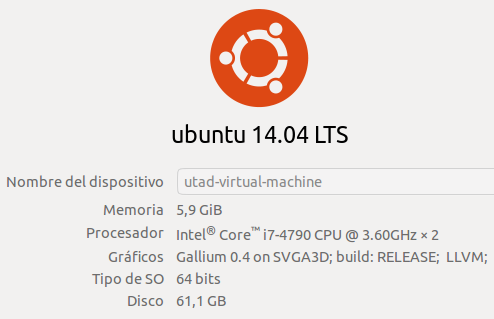 ubuntu 14.04 LTS
Nombre del dispositivo utad-virtual-machine
Memoria 5,9 GiB
Procesador Intel® Core™ i7-4790 CPU @ 3.60GHz × 2
Gráficos Gallium 0.4 on SVGA3D; build: RELEASE;  LLVM;
Tipo de SO 64 bits
Disco 61,1 GB